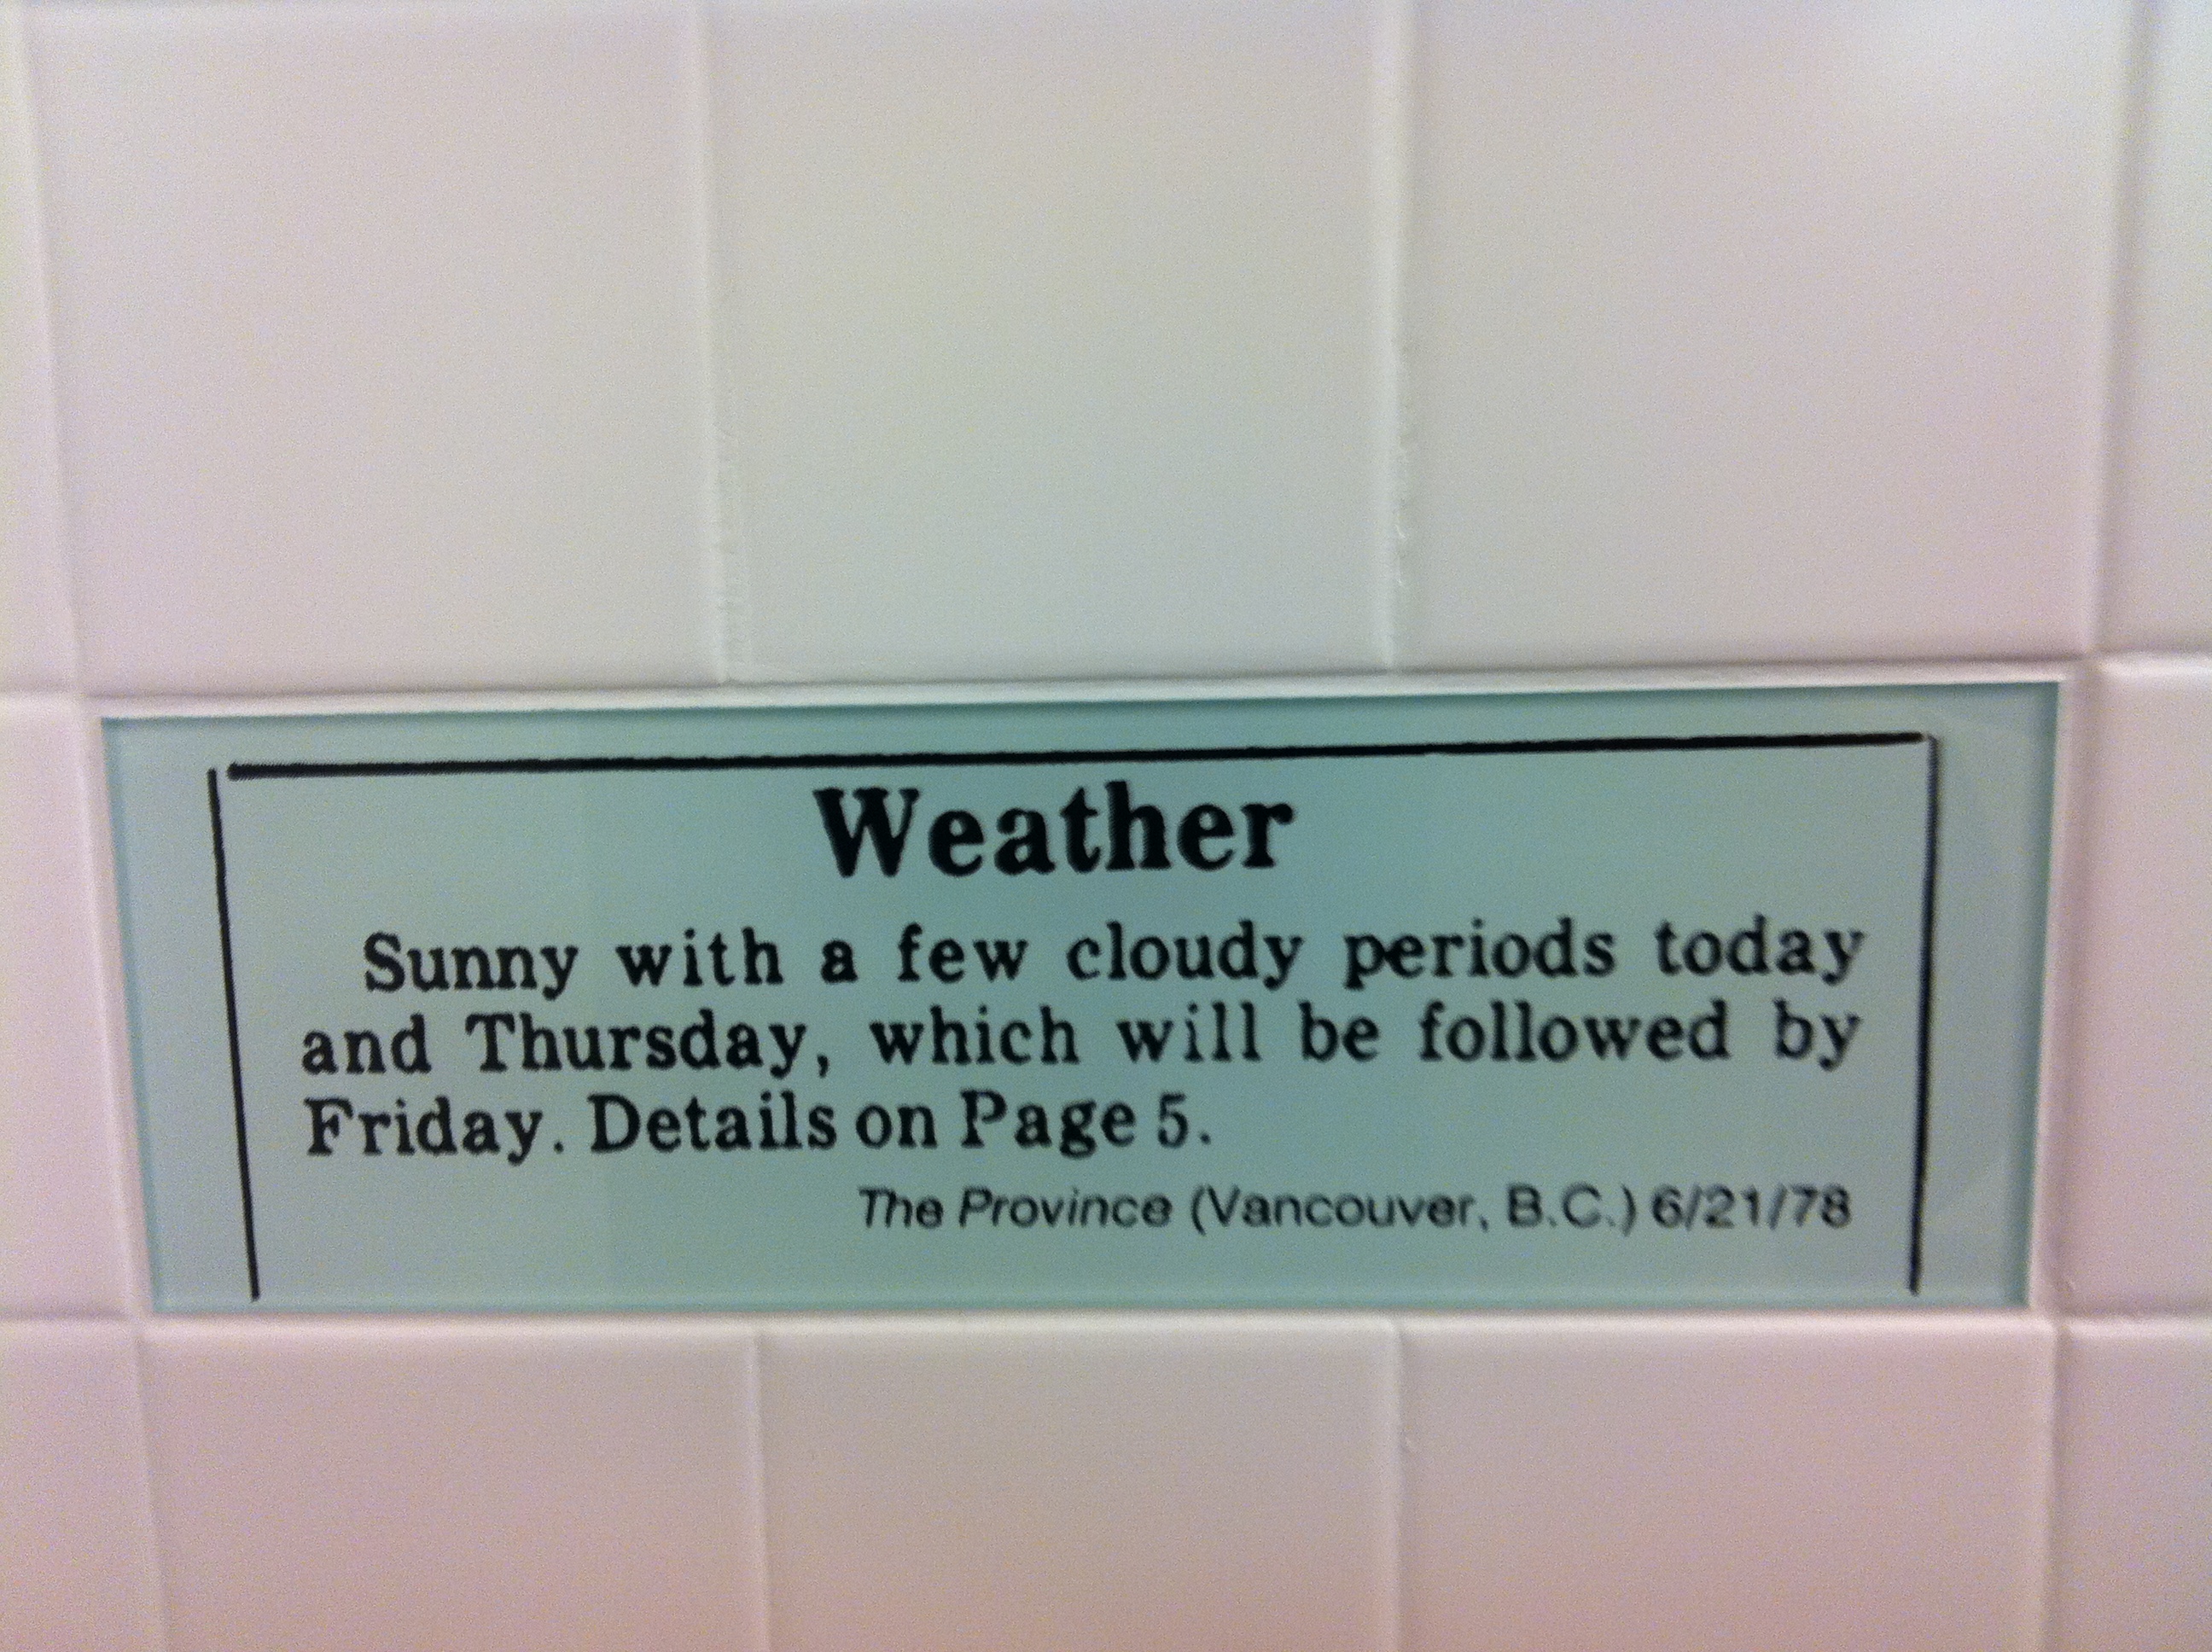 Weather
Sunny with a few cloudy periods today
and Thursday, which will be followed by
Friday. Details on Page 5.
The Province (Vancouver, B.C.) 6/21/78